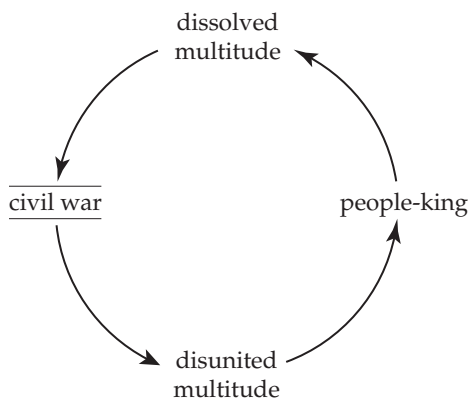 dissolved
multitude
civil war
people-king
disunited
multitude